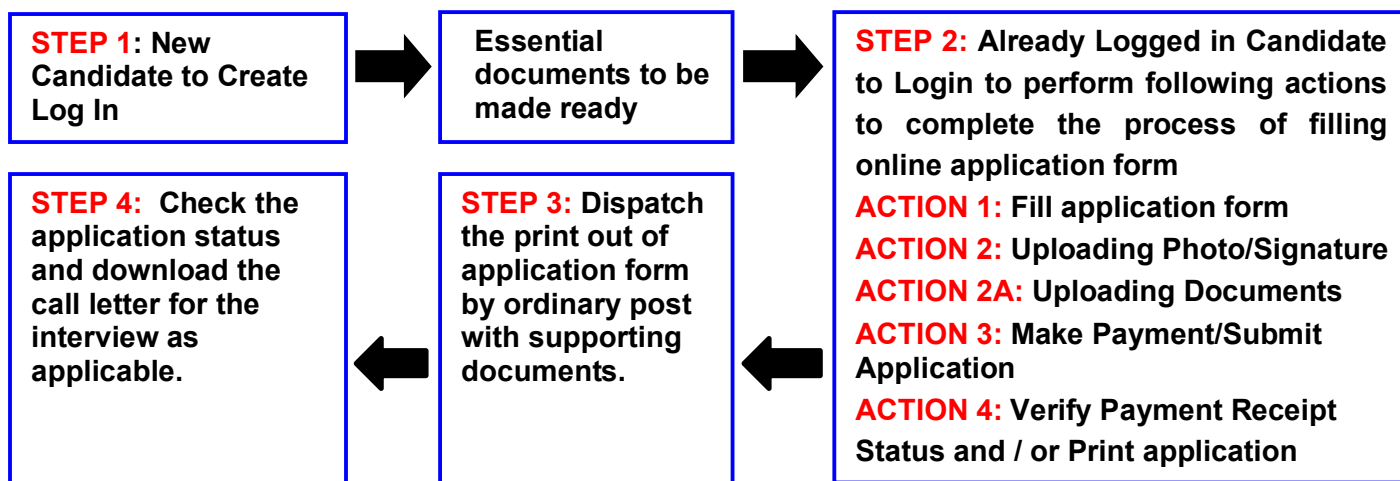 STEP 1: New
Candidate to Create
Log In
Essential
documents to be
made ready
STEP 2: Already Logged in Candidate
to Login to perform following actions
to complete the process of filling
online application form
ACTION 1: Fill application form
ACTION 2: Uploading Photo/Signature
ACTION 2A: Uploading Documents
ACTION 3: Make Payment/Submit
Application
ACTION 4: Verify Payment Receipt
Status and / or Print application
STEP 3: Dispatch
the print out of
application form
by ordinary post
with supporting
documents.
STEP 4: Check the
application status
and download the
call letter for the
interview as
applicable.